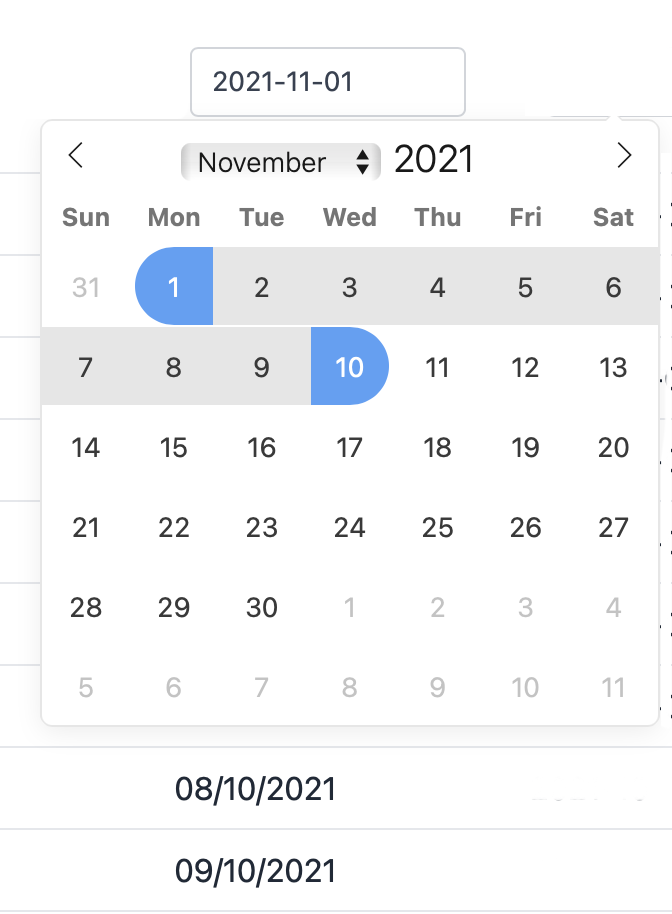 2021-11-01
November 2021
Sun Mon Tue Wed Thu Fri Sat
31 1 2 3 4 5 6
7 8 9 10 11 12 13
14 15 16 17 18 19 20
21 22 23 24 25 26 27
28 29 30 1 2 3 4
5 6 7 8 9 10 11
08/10/2021
09/10/2021